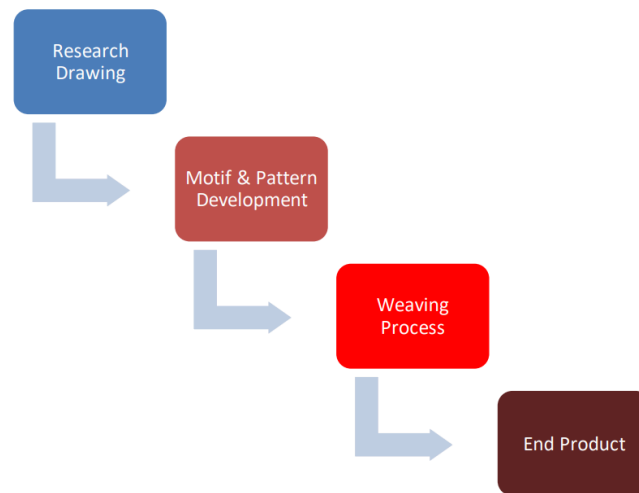 Research
Drawing
Motif & Pattern
Development
Weaving
Process
End Product